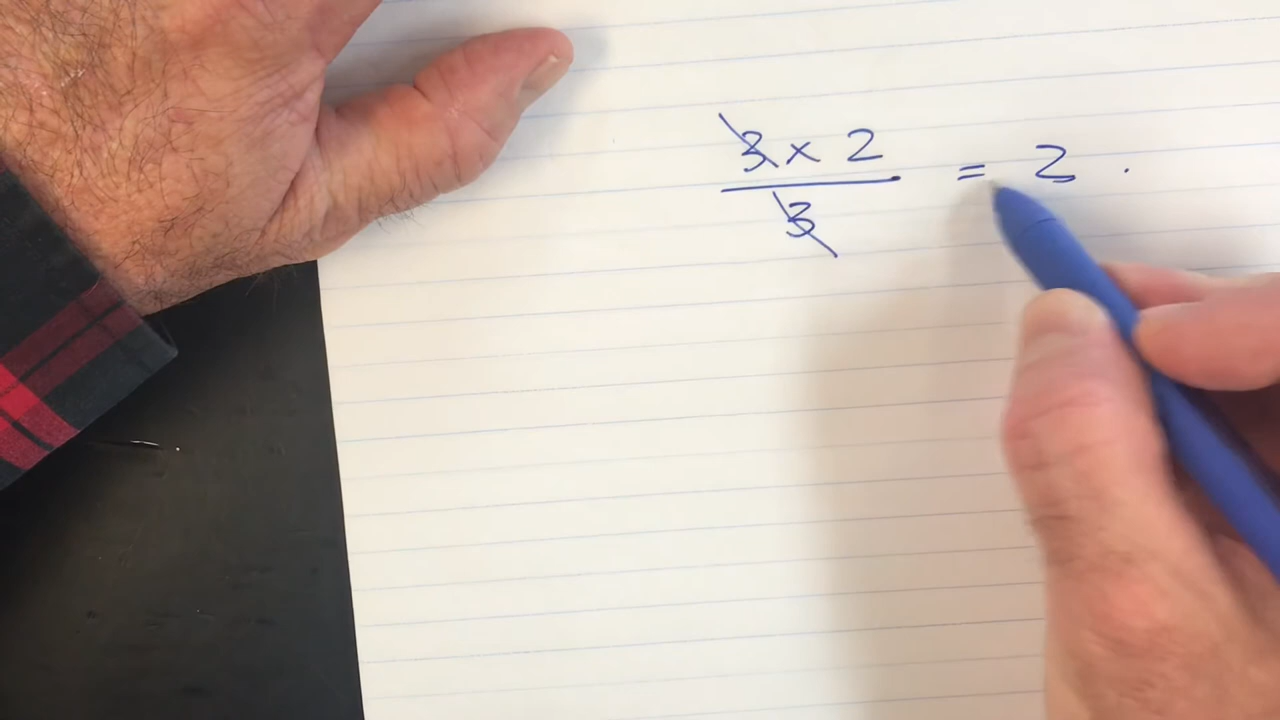 3 x 2
3
= 2 .